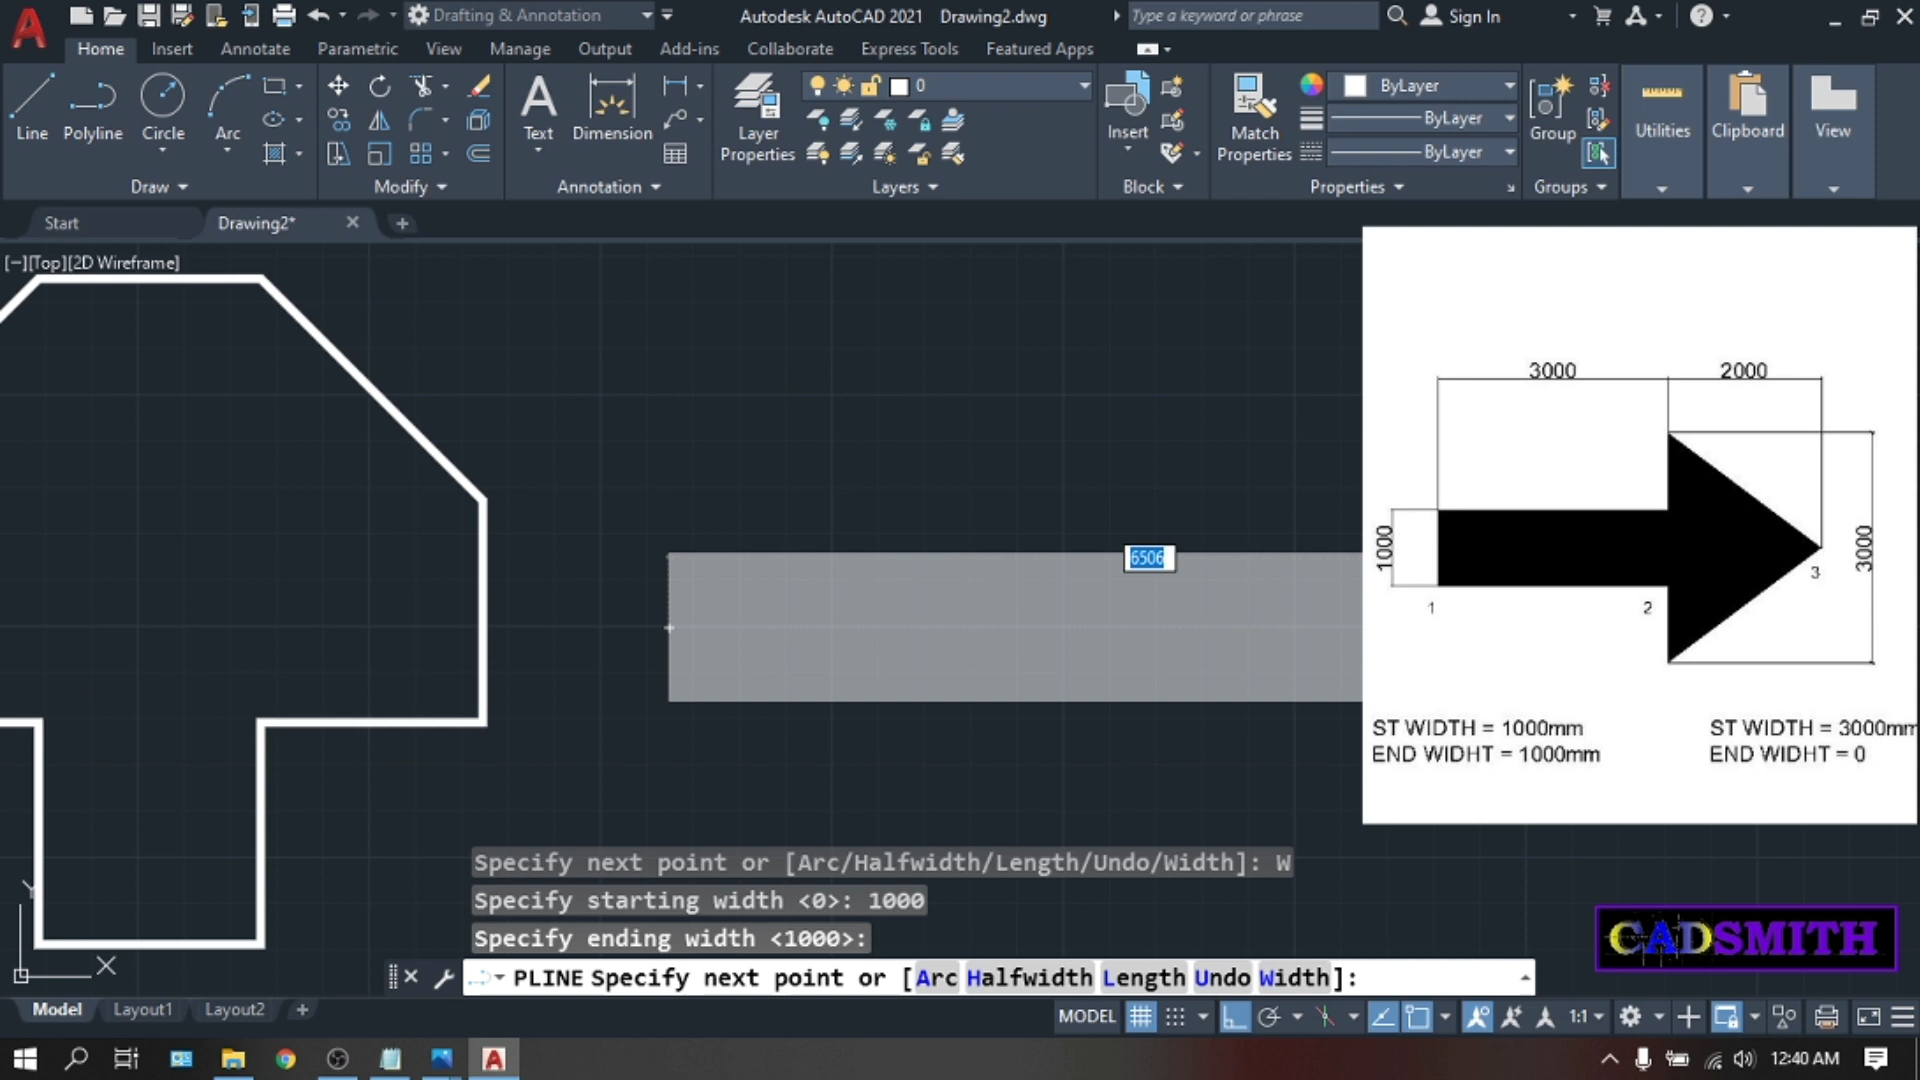 Drafting & Annotation
Autodesk AutoCAD 2021 Drawing2.dwg
Type a keyword or phrase
Sign In
Home Insert Annotate Parametric View Manage Output Add-ins Collaborate Express Tools Featured Apps
0
ByLayer
ByLayer
ByLayer
Line Polyline Circle Arc
Text Dimension
Layer
Properties
Insert
Match
Properties
Group
Utilities
Clipboard
View
Draw Modify Annotation Layers Block Properties Groups
Start Drawing2*
[−][Top][2D Wireframe]
3000 2000
6506
1000
3000
3
1 2
ST WIDTH = 1000mm
END WIDHT = 1000mm
ST WIDTH = 3000mm
END WIDHT = 0
Specify next point or [Arc/Halfwidth/Length/Undo/Width]: W
Specify starting width <0>: 1000
Specify ending width <1000>:
PLINE Specify next point or [Arc Halfwidth Length Undo Width]:
Y
X
CADSMITH
Model Layout1 Layout2
MODEL
1:1
12:40 AM